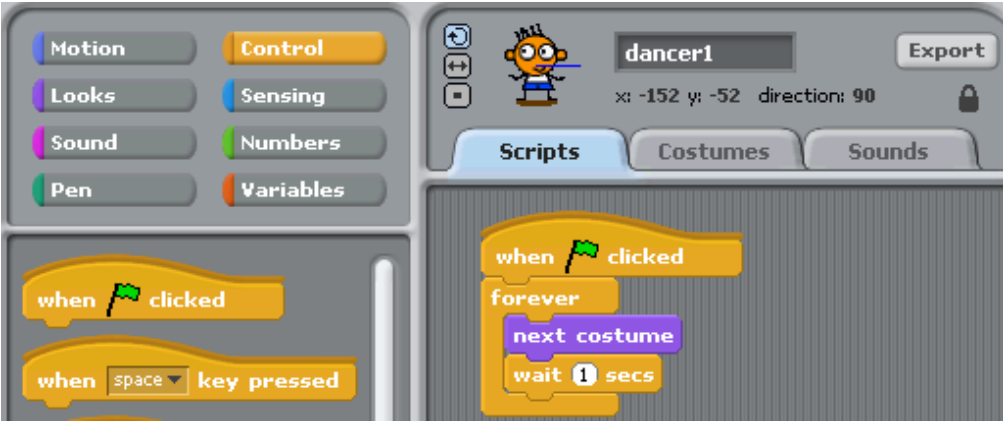 Motion Control
Looks Sensing
Sound Numbers
Pen Variables
when clicked
when space key pressed
dancer1
Export
x: -152 y: -52 direction: 90
Scripts Costumes Sounds
when clicked
forever
next costume
wait 1 secs